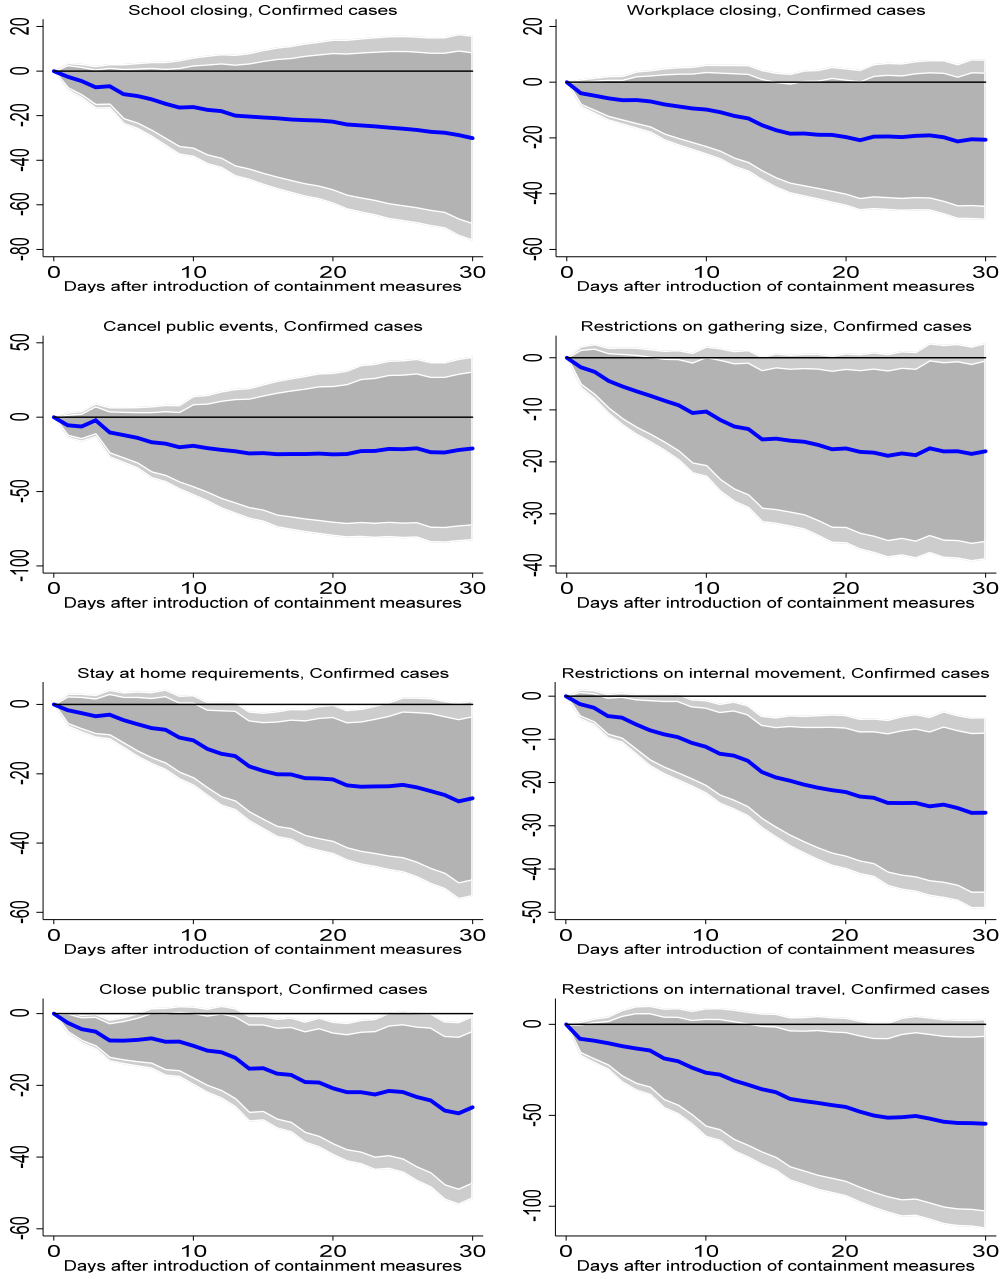 School closing, Confirmed cases
20
0
-20
-40
-60
-80
0 10 20 30
Days after introduction of containment measures
Workplace closing, Confirmed cases
20
0
-20
-40
-60
0 10 20 30
Days after introduction of containment measures
Cancel public events, Confirmed cases
50
0
-50
-100
0 10 20 30
Days after introduction of containment measures
Restrictions on gathering size, Confirmed cases
0
-10
-20
-30
-40
0 10 20 30
Days after introduction of containment measures
Stay at home requirements, Confirmed cases
0
-20
-40
-60
0 10 20 30
Days after introduction of containment measures
Restrictions on internal movement, Confirmed cases
0
-10
-20
-30
-40
-50
0 10 20 30
Days after introduction of containment measures
Close public transport, Confirmed cases
0
-20
-40
-60
0 10 20 30
Days after introduction of containment measures
Restrictions on international travel, Confirmed cases
0
-50
-100
0 10 20 30
Days after introduction of containment measures